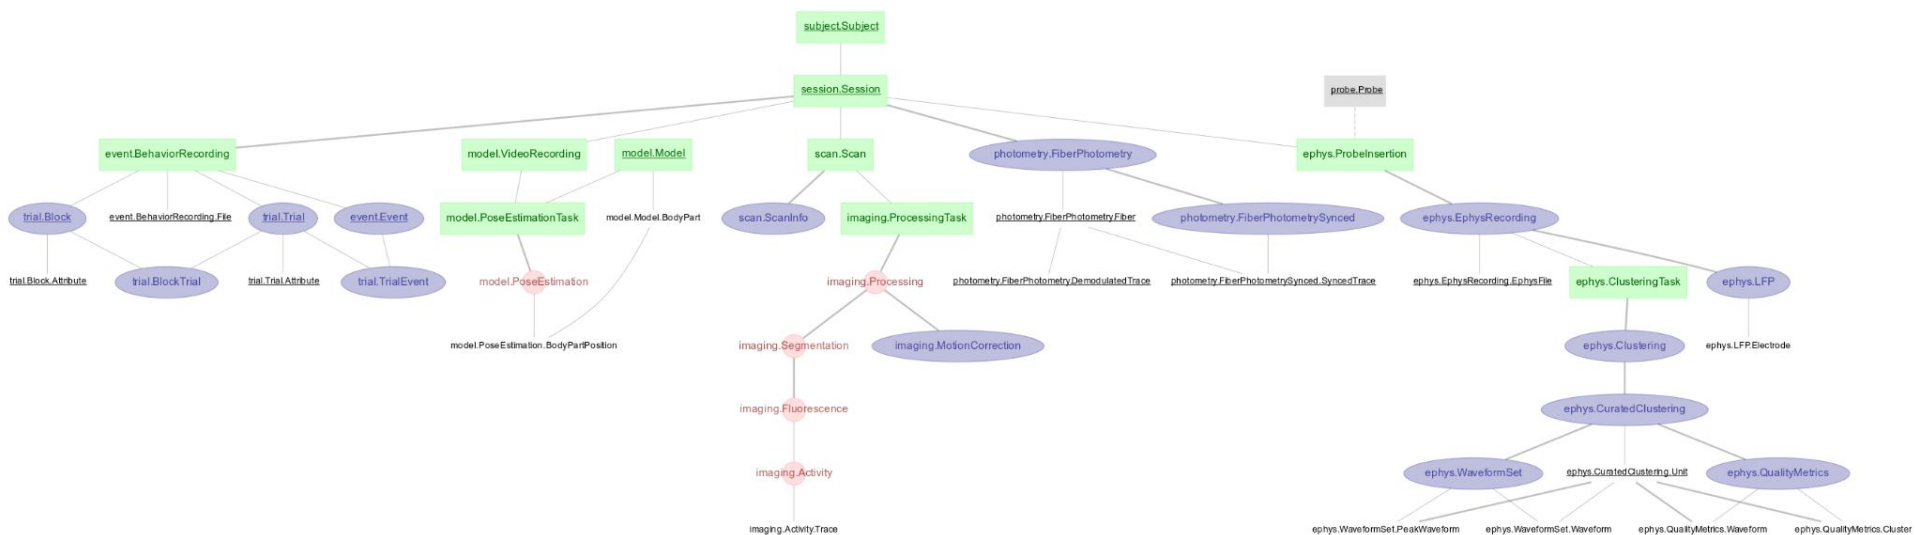 subject.Subject
session.Session
probe.Probe
event.BehaviorRecording
model.VideoRecording
model.Model
scan.Scan
photometry.FiberPhotometry
ephys.ProbeInsertion
trial.Block
event.BehaviorRecording.File
trial.Trial
event.Event
model.PoseEstimationTask
model.Model.BodyPart
scan.ScanInfo
imaging.ProcessingTask
photometry.FiberPhotometry.Fiber
photometry.FiberPhotometrySynced
ephys.EphysRecording
trial.Block.Attribute
trial.BlockTrial
trial.Trial.Attribute
trial.TrialEvent
model.PoseEstimation
imaging.Processing
photometry.FiberPhotometry.DemodulatedTrace
photometry.FiberPhotometrySynced.SyncedTrace
ephys.EphysRecording.EphysFile
ephys.ClusteringTask
ephys.LFP
model.PoseEstimation.BodyPartPosition
imaging.Segmentation
imaging.MotionCorrection
ephys.Clustering
ephys.LFP.Electrode
imaging.Fluorescence
ephys.CuratedClustering
imaging.Activity
ephys.WaveformSet
ephys.CuratedClustering.Unit
ephys.QualityMetrics
imaging.Activity.Trace
ephys.WaveformSet.PeakWaveform
ephys.WaveformSet.Waveform
ephys.QualityMetrics.Waveform
ephys.QualityMetrics.Cluster